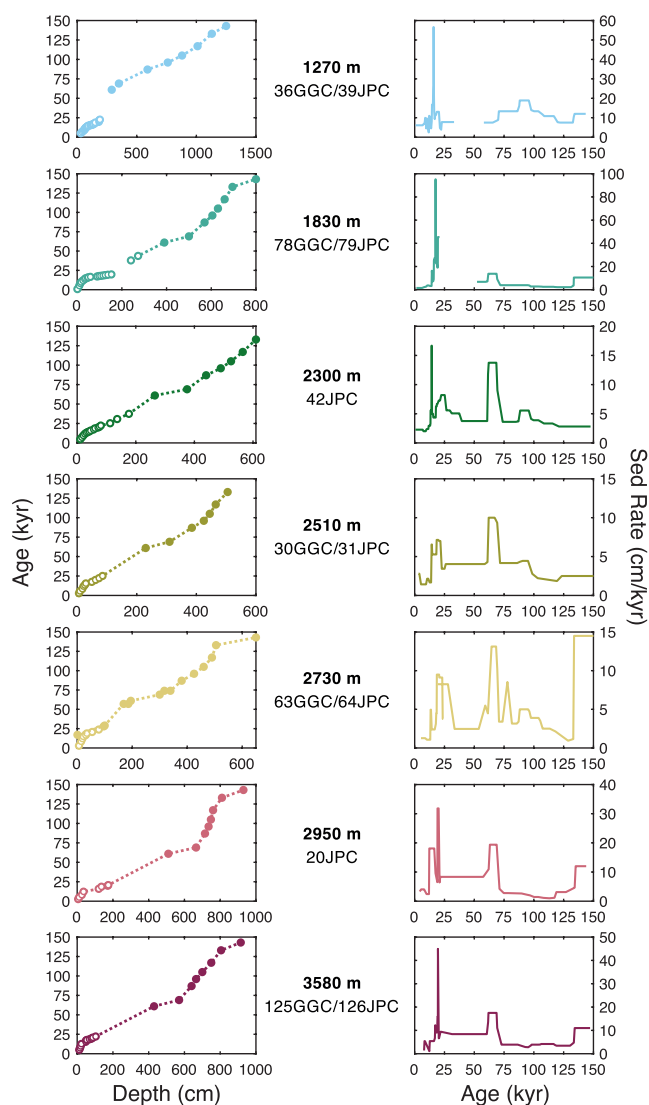 150
125
100
75
50
25
0
0 500 1000 1500
1270 m
36GGC/39JPC
60
50
40
30
20
10
0
0 25 50 75 100 125 150
150
125
100
75
50
25
0
0 200 400 600 800
1830 m
78GGC/79JPC
100
80
60
40
20
0
0 25 50 75 100 125 150
150
125
100
75
50
25
0
0 200 400 600
2300 m
42JPC
20
15
10
5
0
0 25 50 75 100 125 150
Age (kyr)
150
125
100
75
50
25
0
0 200 400 600
2510 m
30GGC/31JPC
15
10
5
0
0 25 50 75 100 125 150
Sed Rate (cm/kyr)
150
125
100
75
50
25
0
0 200 400 600
2730 m
63GGC/64JPC
15
10
5
0
0 25 50 75 100 125 150
150
125
100
75
50
25
0
0 200 400 600 800 1000
2950 m
20JPC
40
30
20
10
0
0 25 50 75 100 125 150
150
125
100
75
50
25
0
0 200 400 600 800 1000
Depth (cm)
3580 m
125GGC/126JPC
50
40
30
20
10
0
0 25 50 75 100 125 150
Age (kyr)